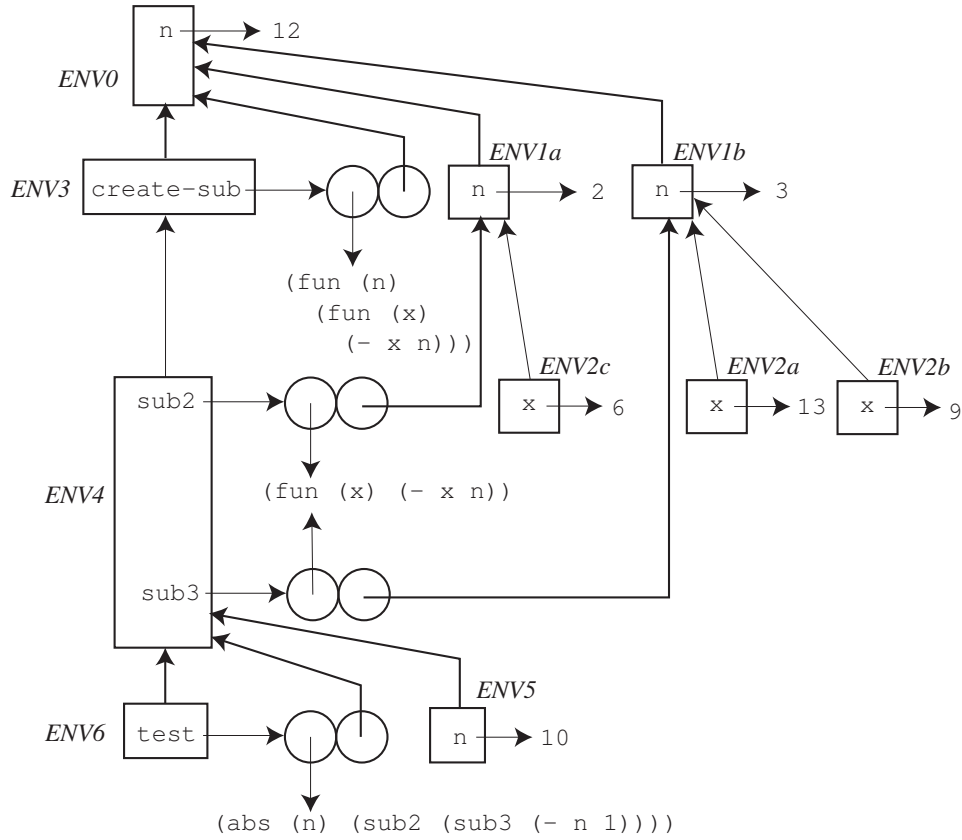 n 12
ENV0
ENV1a
ENV1b
ENV3
create-sub
n 2
n 3
(fun (n)
(fun (x)
(- x n)))
ENV2c
ENV2a
ENV2b
sub2
x 6
x 13
x 9
(fun (x) (- x n))
ENV4
sub3
ENV5
ENV6
test
n 10
(abs (n) (sub2 (sub3 (- n 1))))